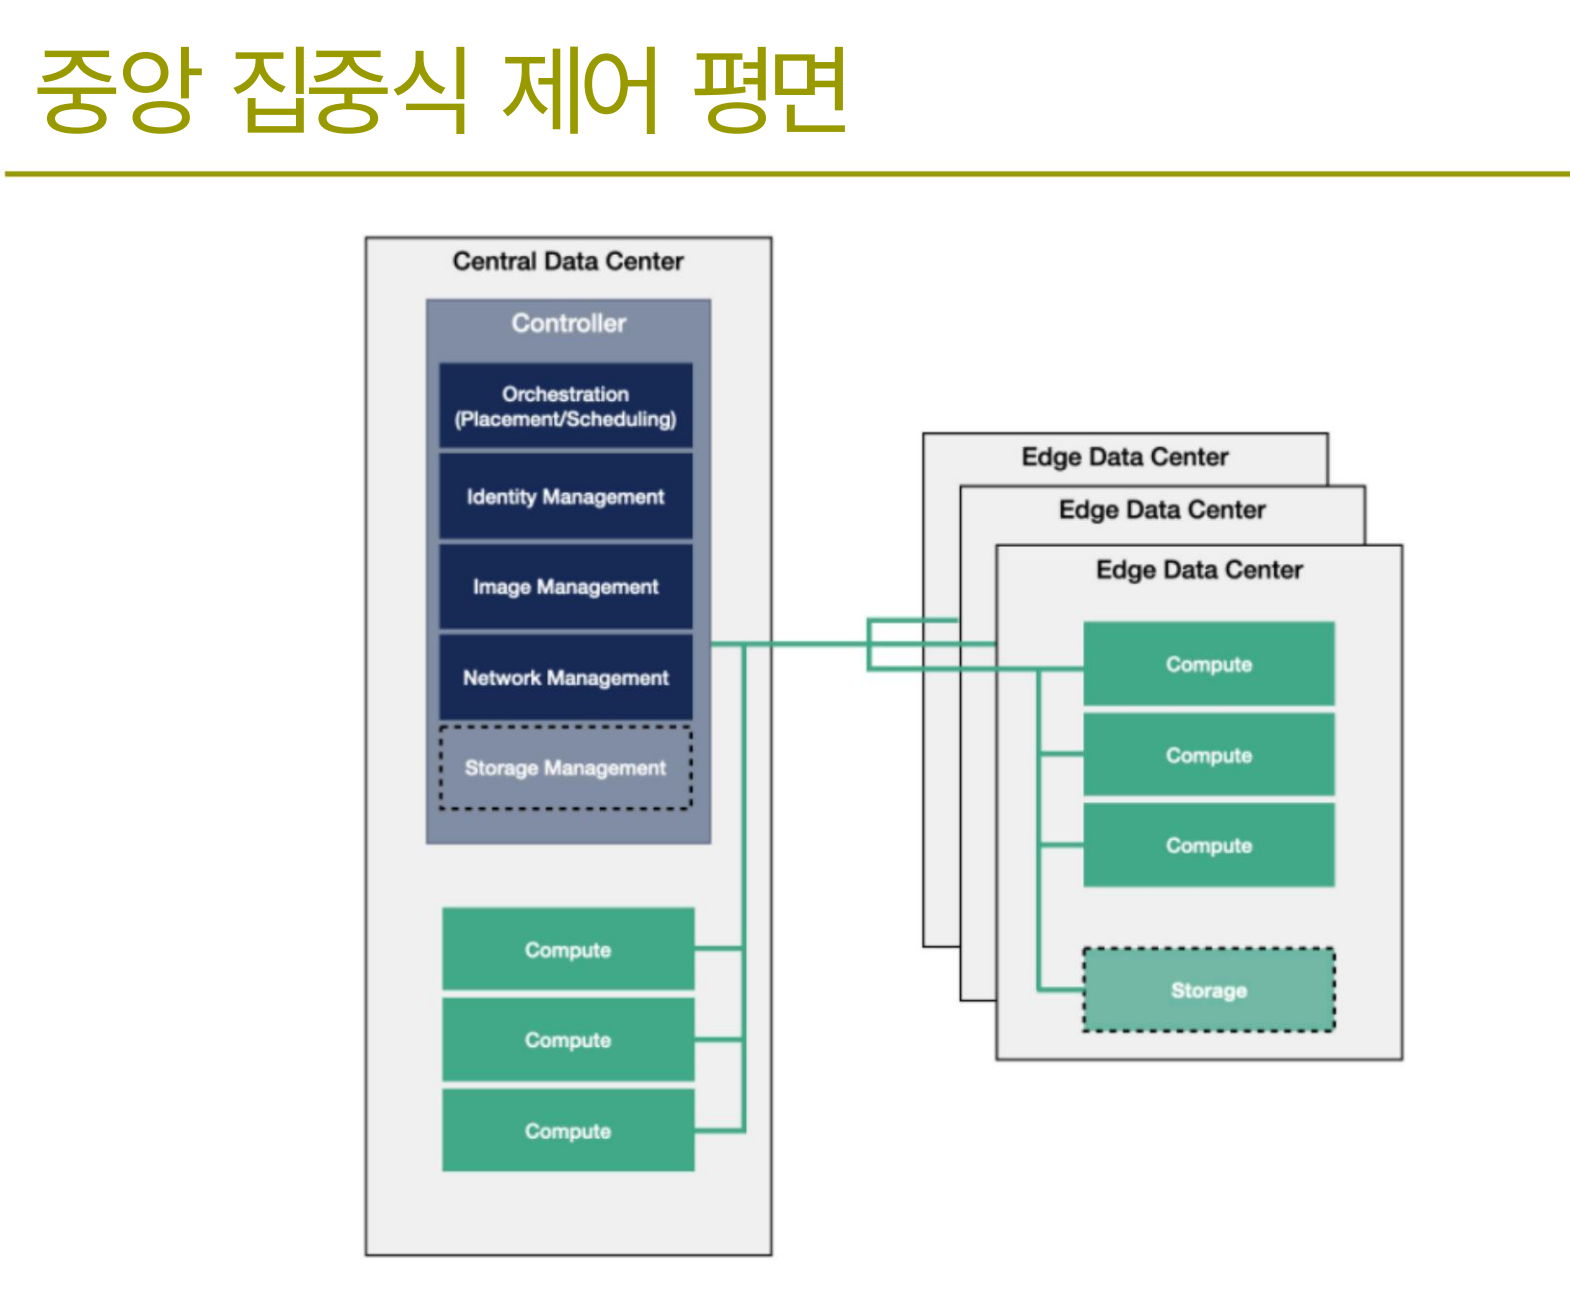 중앙 집중식 제어 평면
Central Data Center
Controller
Orchestration
(Placement/Scheduling)
Identity Management
Image Management
Network Management
Storage Management
Compute
Compute
Compute
Edge Data Center
Edge Data Center
Edge Data Center
Compute
Compute
Compute
Storage